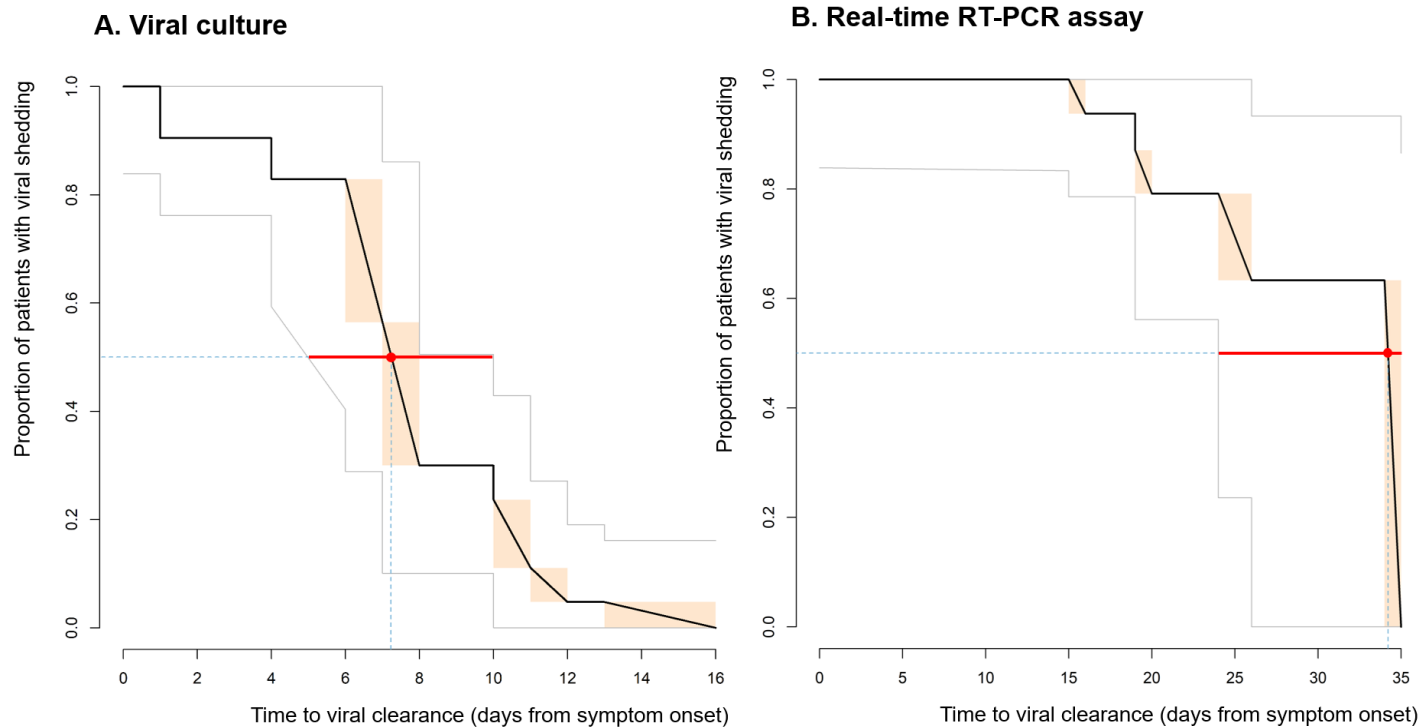 A. Viral culture
Proportion of patients with viral shedding
1.0
0.8
0.6
0.4
0.2
0.0
0 2 4 6 8 10 12 14 16
Time to viral clearance (days from symptom onset)
B. Real-time RT-PCR assay
Proportion of patients with viral shedding
1.0
0.8
0.6
0.4
0.2
0.0
0 5 10 15 20 25 30 35
Time to viral clearance (days from symptom onset)